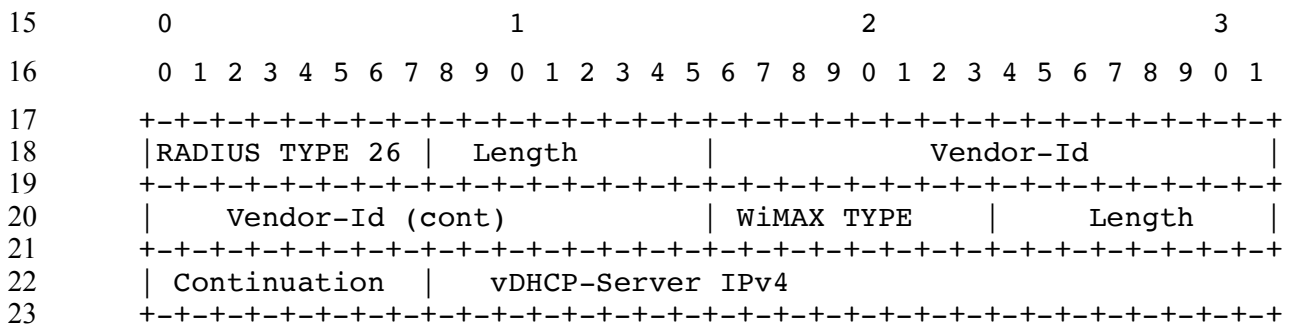 15 0 1 2 3
16 0 1 2 3 4 5 6 7 8 9 0 1 2 3 4 5 6 7 8 9 0 1 2 3 4 5 6 7 8 9 0 1
17 +-+-+-+-+-+-+-+-+-+-+-+-+-+-+-+-+-+-+-+-+-+-+-+-+-+-+-+-+-+-+-+-+
18 |RADIUS TYPE 26 | Length | Vendor-Id |
19 +-+-+-+-+-+-+-+-+-+-+-+-+-+-+-+-+-+-+-+-+-+-+-+-+-+-+-+-+-+-+-+-+
20 | Vendor-Id (cont) | WiMAX TYPE | Length |
21 +-+-+-+-+-+-+-+-+-+-+-+-+-+-+-+-+-+-+-+-+-+-+-+-+-+-+-+-+-+-+-+-+
22 | Continuation | vDHCP-Server IPv4
23 +-+-+-+-+-+-+-+-+-+-+-+-+-+-+-+-+-+-+-+-+-+-+-+-+-+-+-+-+-+-+-+-+